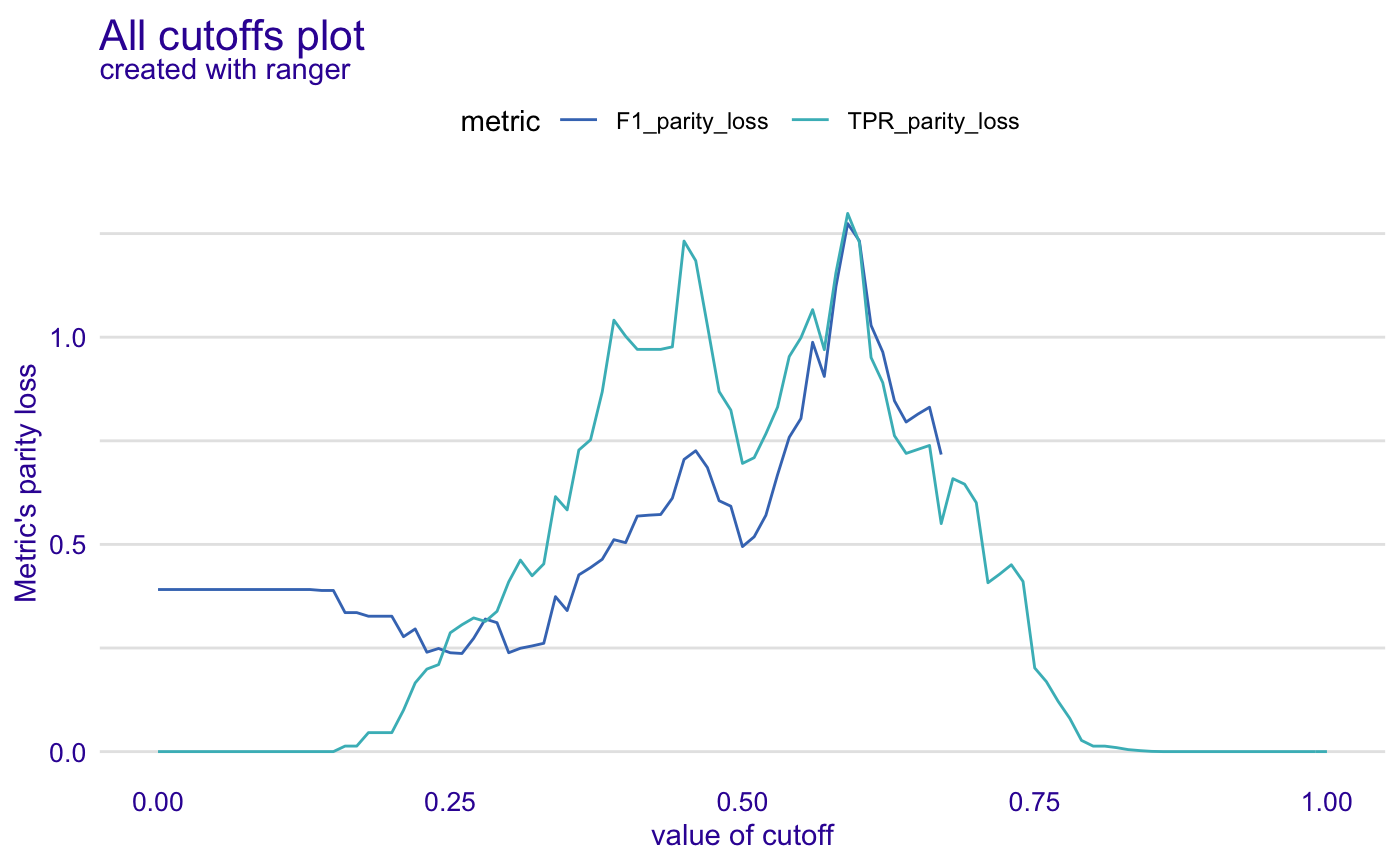 All cutoffs plot
created with ranger
metric F1_parity_loss TPR_parity_loss
Metric's parity loss
1.0
0.5
0.0
0.00 0.25 0.50 0.75 1.00
value of cutoff